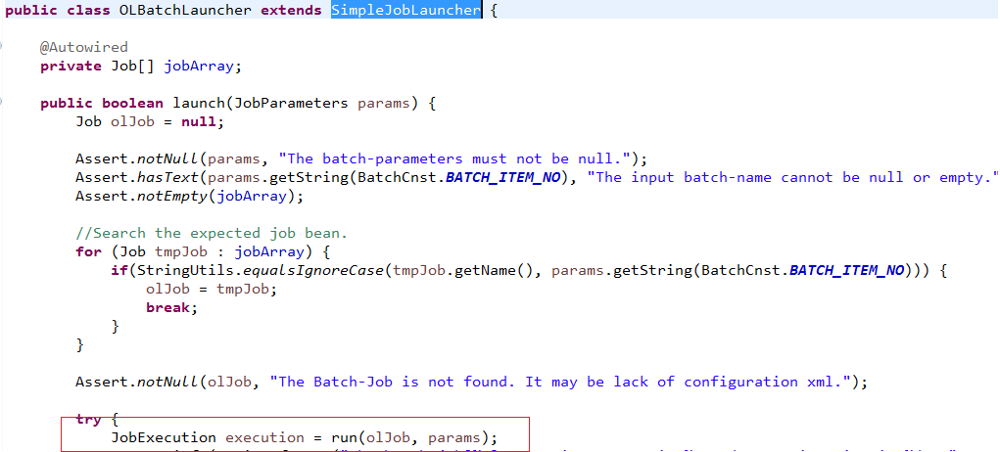 public class OLBatchLauncher extends SimpleJobLauncher {
@Autowired
private Job[] jobArray;
public boolean launch(JobParameters params) {
Job olJob = null;
Assert.notNull(params, "The batch-parameters must not be null.");
Assert.hasText(params.getString(BatchCnst.BATCH_ITEM_NO), "The input batch-name cannot be null or empty."
Assert.notEmpty(jobArray);
//Search the expected job bean.
for (Job tmpJob : jobArray) {
if(StringUtils.equalsIgnoreCase(tmpJob.getName(), params.getString(BatchCnst.BATCH_ITEM_NO))) {
olJob = tmpJob;
break;
}
}
Assert.notNull(olJob, "The Batch-Job is not found. It may be lack of configuration xml.");
try {
JobExecution execution = run(olJob, params);